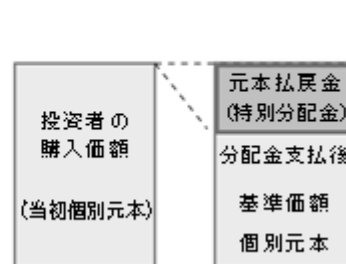 投資者の
購入価額
(当初個別元本)
元本払戻金
(特別分配金)
分配金支払後
基準価額
個別元本